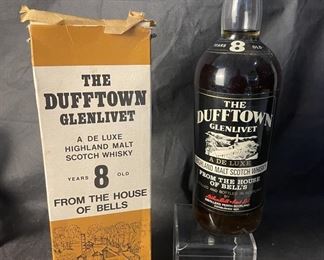 THE
DUFFTOWN
GLENLIVET
A DE LUXE
HIGHLAND MALT
SCOTCH WHISKY
YEARS 8 OLD
FROM THE HOUSE
OF BELLS
YEARS 8 OLD
THE
DUFFTOWN
GLENLIVET
A DE LUXE
HIGHLAND MALT SCOTCH WHISKY
FROM THE HOUSE
OF BELL'S